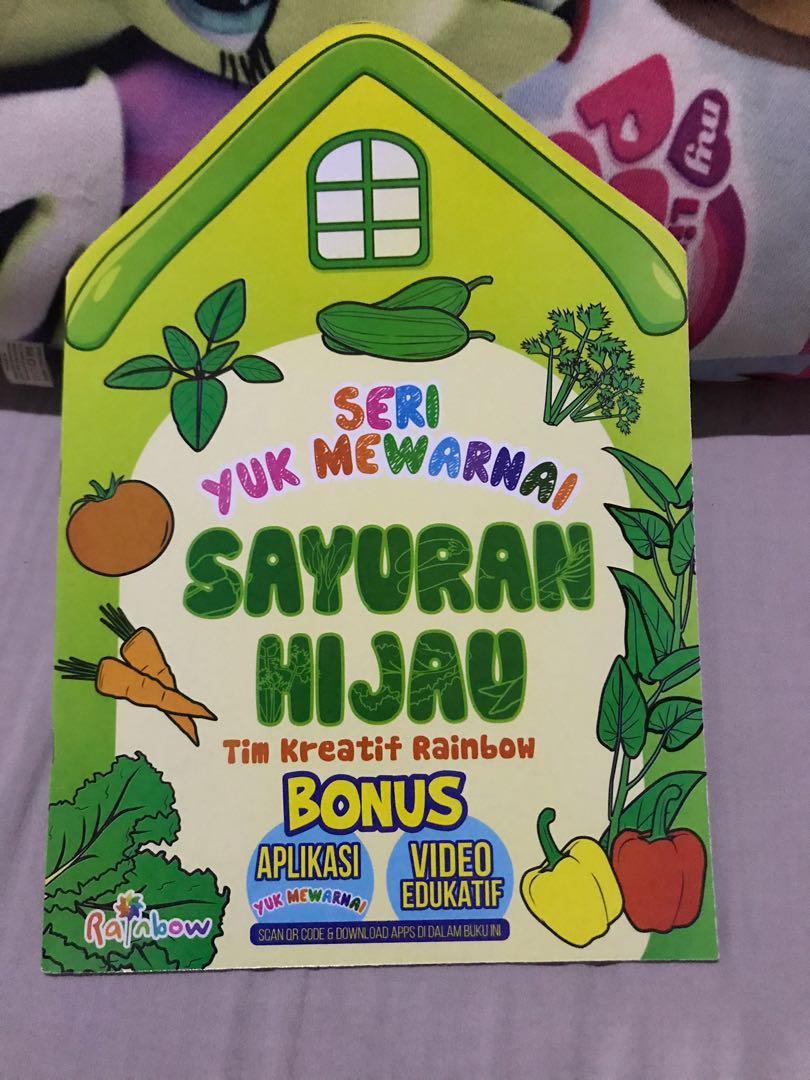 my
SERI
YUK MEWARNAI
SAYURAN
HIJAU
Tim Kreatif Rainbow
BONUS
APLIKASI
YUK MEWARNAI
VIDEO
EDUKATIF
SCAN QR CODE & DOWNLOAD APPS DI DALAM BUKU INI
Rainbow